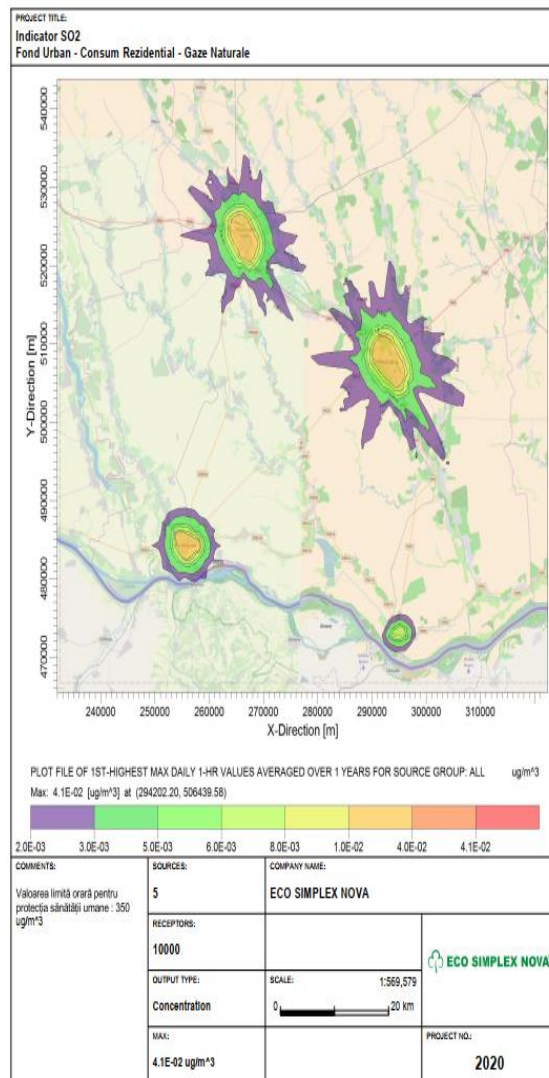 PROJECT TITLE:
Indicator SO2
Fond Urban - Consum Rezidential - Gaze Naturale
Y-Direction [m]
540000
530000
520000
510000
500000
490000
480000
470000
240000 250000 260000 270000 280000 290000 300000 310000
X-Direction [m]
PLOT FILE OF 1ST-HIGHEST MAX DAILY 1-HR VALUES AVERAGED OVER 1 YEARS FOR SOURCE GROUP: ALL ug/m^3
Max: 4.1E-02 [ug/m^3] at (294202.20, 506439.58)
2.0E-03 3.0E-03 5.0E-03 6.0E-03 8.0E-03 1.0E-02 4.0E-02 4.1E-02
COMMENTS:
Valoarea limită orară pentru
protecția sănătății umane : 350
ug/m^3
SOURCES:
5
COMPANY NAME:
ECO SIMPLEX NOVA
RECEPTORS:
10000
OUTPUT TYPE:
Concentration
SCALE: 1:569,579
0 20 km
ECO SIMPLEX NOVA
MAX:
4.1E-02 ug/m^3
PROJECT NO.:
2020